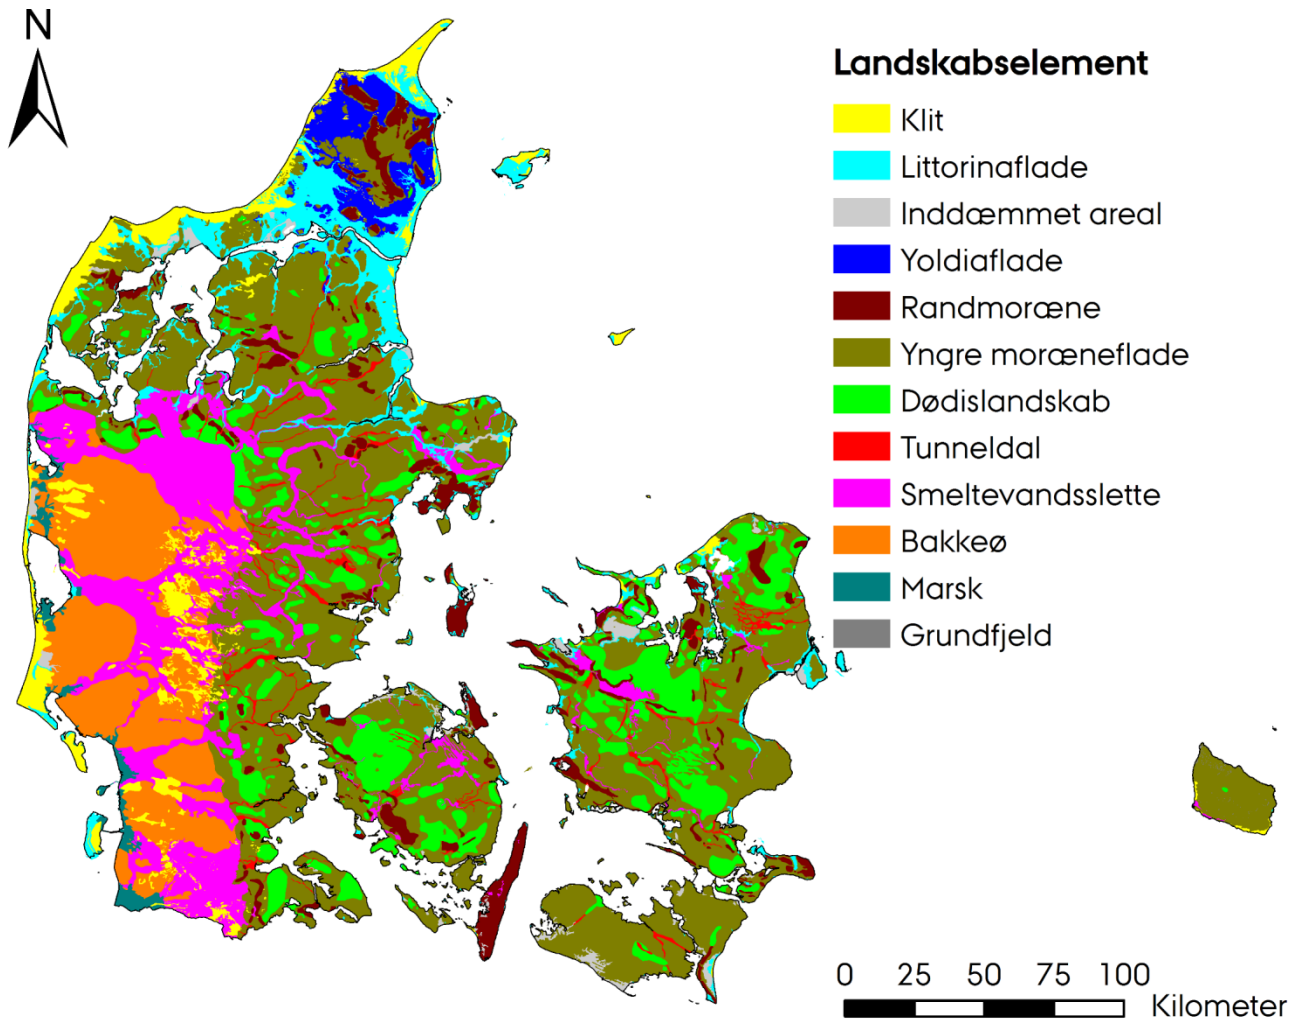 N
Landskabselement
Klit
Littorinaflade
Inddæmmet areal
Yoldiaflade
Randmoræne
Yngre moræneflade
Dødislandskab
Tunneldal
Smeltevandsslette
Bakkeø
Marsk
Grundfjeld
0 25 50 75 100
Kilometer